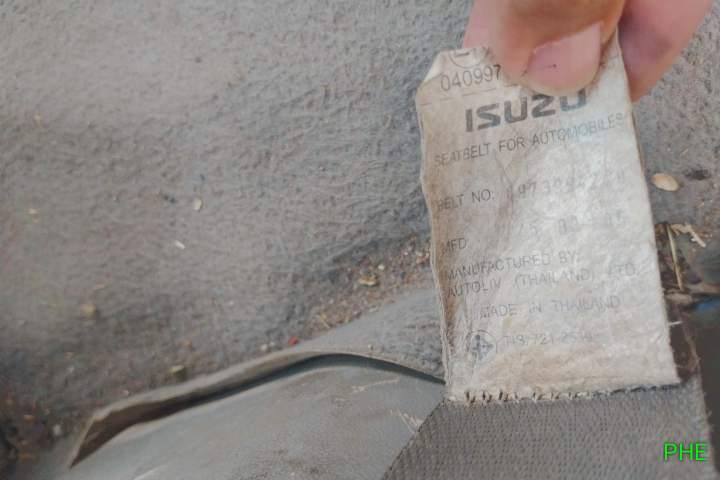 040997
ISUZU
SEATBELT FOR AUTOMOBILES
BELT NO.
MFD.
MANUFACTURED BY:
AUTOLIV (THAILAND) LTD.
MADE IN THAILAND
PHE